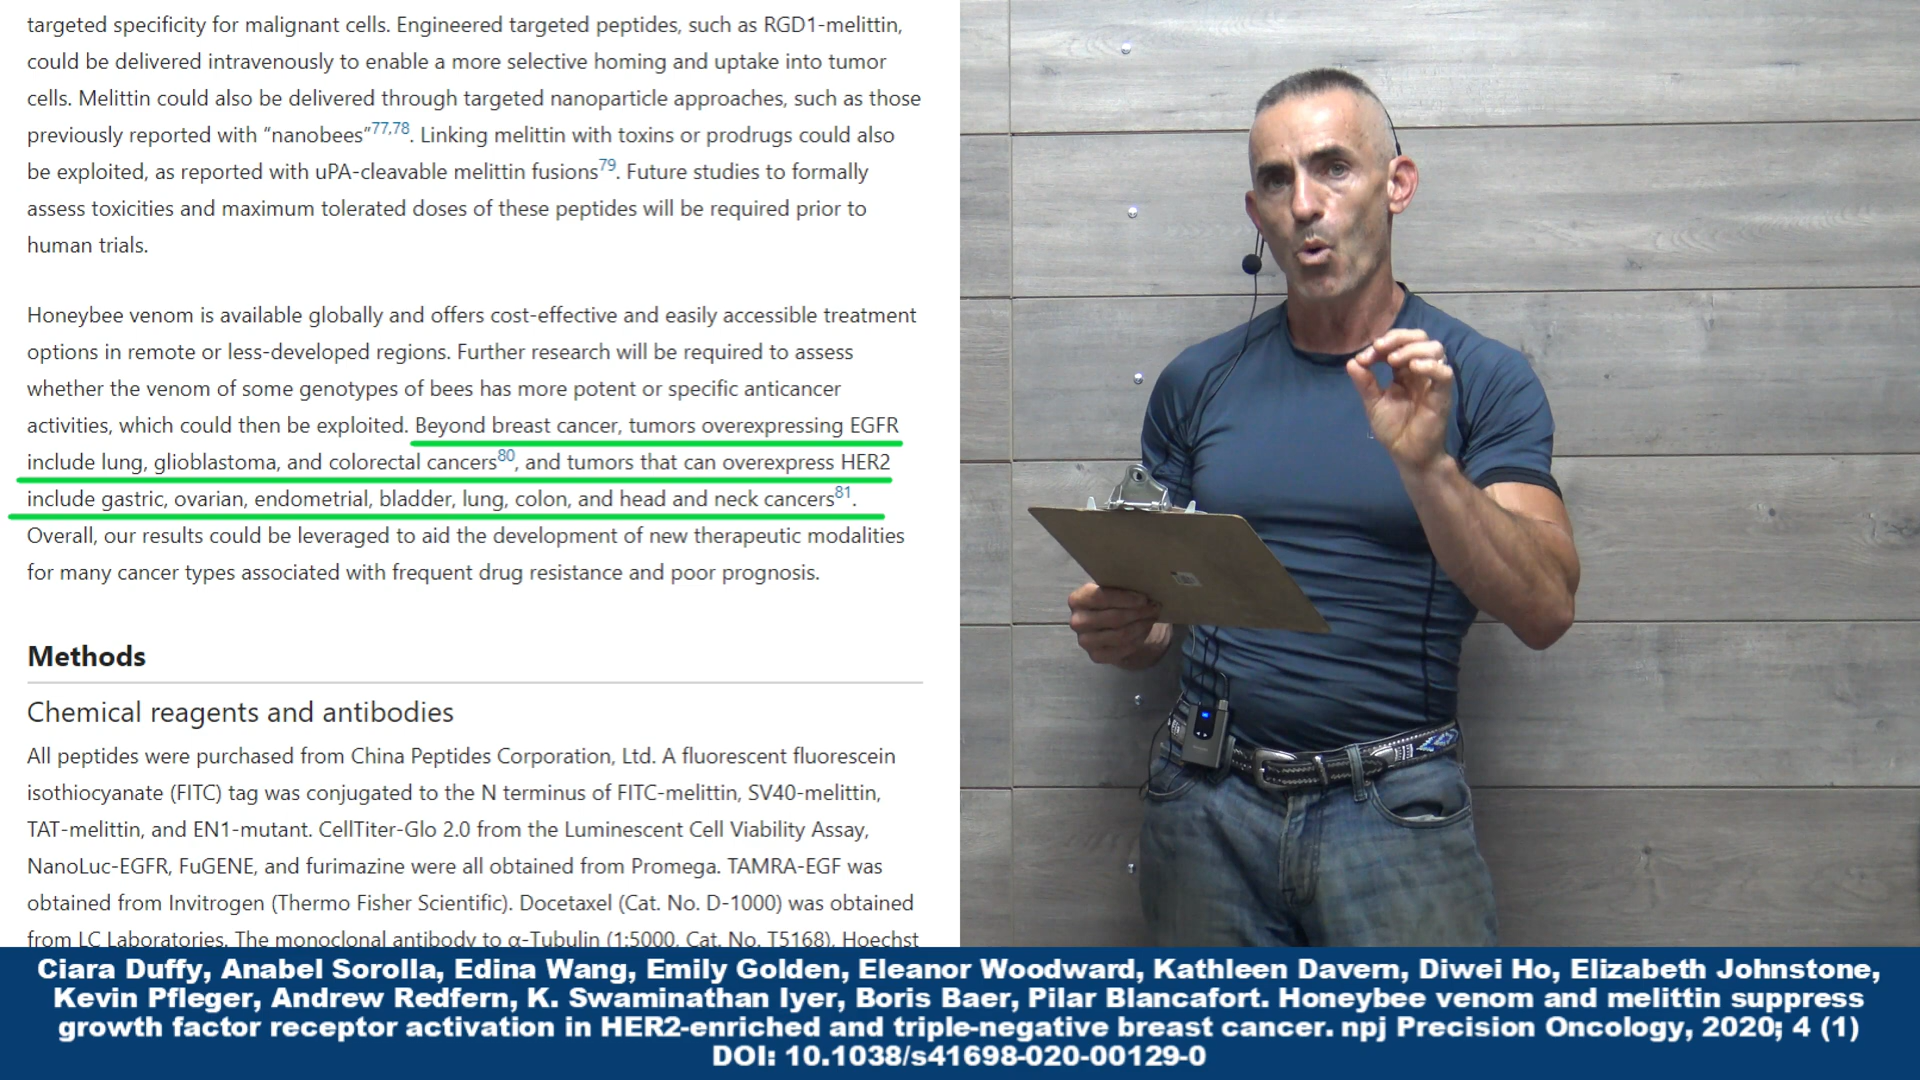 targeted specificity for malignant cells. Engineered targeted peptides, such as RGD1-melittin,
could be delivered intravenously to enable a more selective homing and uptake into tumor
cells. Melittin could also be delivered through targeted nanoparticle approaches, such as those
previously reported with “nanobees”77,78. Linking melittin with toxins or prodrugs could also
be exploited, as reported with uPA-cleavable melittin fusions79. Future studies to formally
assess toxicities and maximum tolerated doses of these peptides will be required prior to
human trials.
Honeybee venom is available globally and offers cost-effective and easily accessible treatment
options in remote or less-developed regions. Further research will be required to assess
whether the venom of some genotypes of bees has more potent or specific anticancer
activities, which could then be exploited. Beyond breast cancer, tumors overexpressing EGFR
include lung, glioblastoma, and colorectal cancers80, and tumors that can overexpress HER2
include gastric, ovarian, endometrial, bladder, lung, colon, and head and neck cancers81.
Overall, our results could be leveraged to aid the development of new therapeutic modalities
for many cancer types associated with frequent drug resistance and poor prognosis.
Methods
Chemical reagents and antibodies
All peptides were purchased from China Peptides Corporation, Ltd. A fluorescent fluorescein
isothiocyanate (FITC) tag was conjugated to the N terminus of FITC-melittin, SV40-melittin,
TAT-melittin, and EN1-mutant. CellTiter-Glo 2.0 from the Luminescent Cell Viability Assay,
NanoLuc-EGFR, FuGENE, and furimazine were all obtained from Promega. TAMRA-EGF was
obtained from Invitrogen (Thermo Fisher Scientific). Docetaxel (Cat. No. D-1000) was obtained
from LC Laboratories. The monoclonal antibody to α-Tubulin (1:5000, Cat. No. T5168), Hoechst
Ciara Duffy, Anabel Sorolla, Edina Wang, Emily Golden, Eleanor Woodward, Kathleen Davern, Diwei Ho, Elizabeth Johnstone,
Kevin Pfleger, Andrew Redfern, K. Swaminathan Iyer, Boris Baer, Pilar Blancafort. Honeybee venom and melittin suppress
growth factor receptor activation in HER2-enriched and triple-negative breast cancer. npj Precision Oncology, 2020; 4 (1)
DOI: 10.1038/s41698-020-00129-0